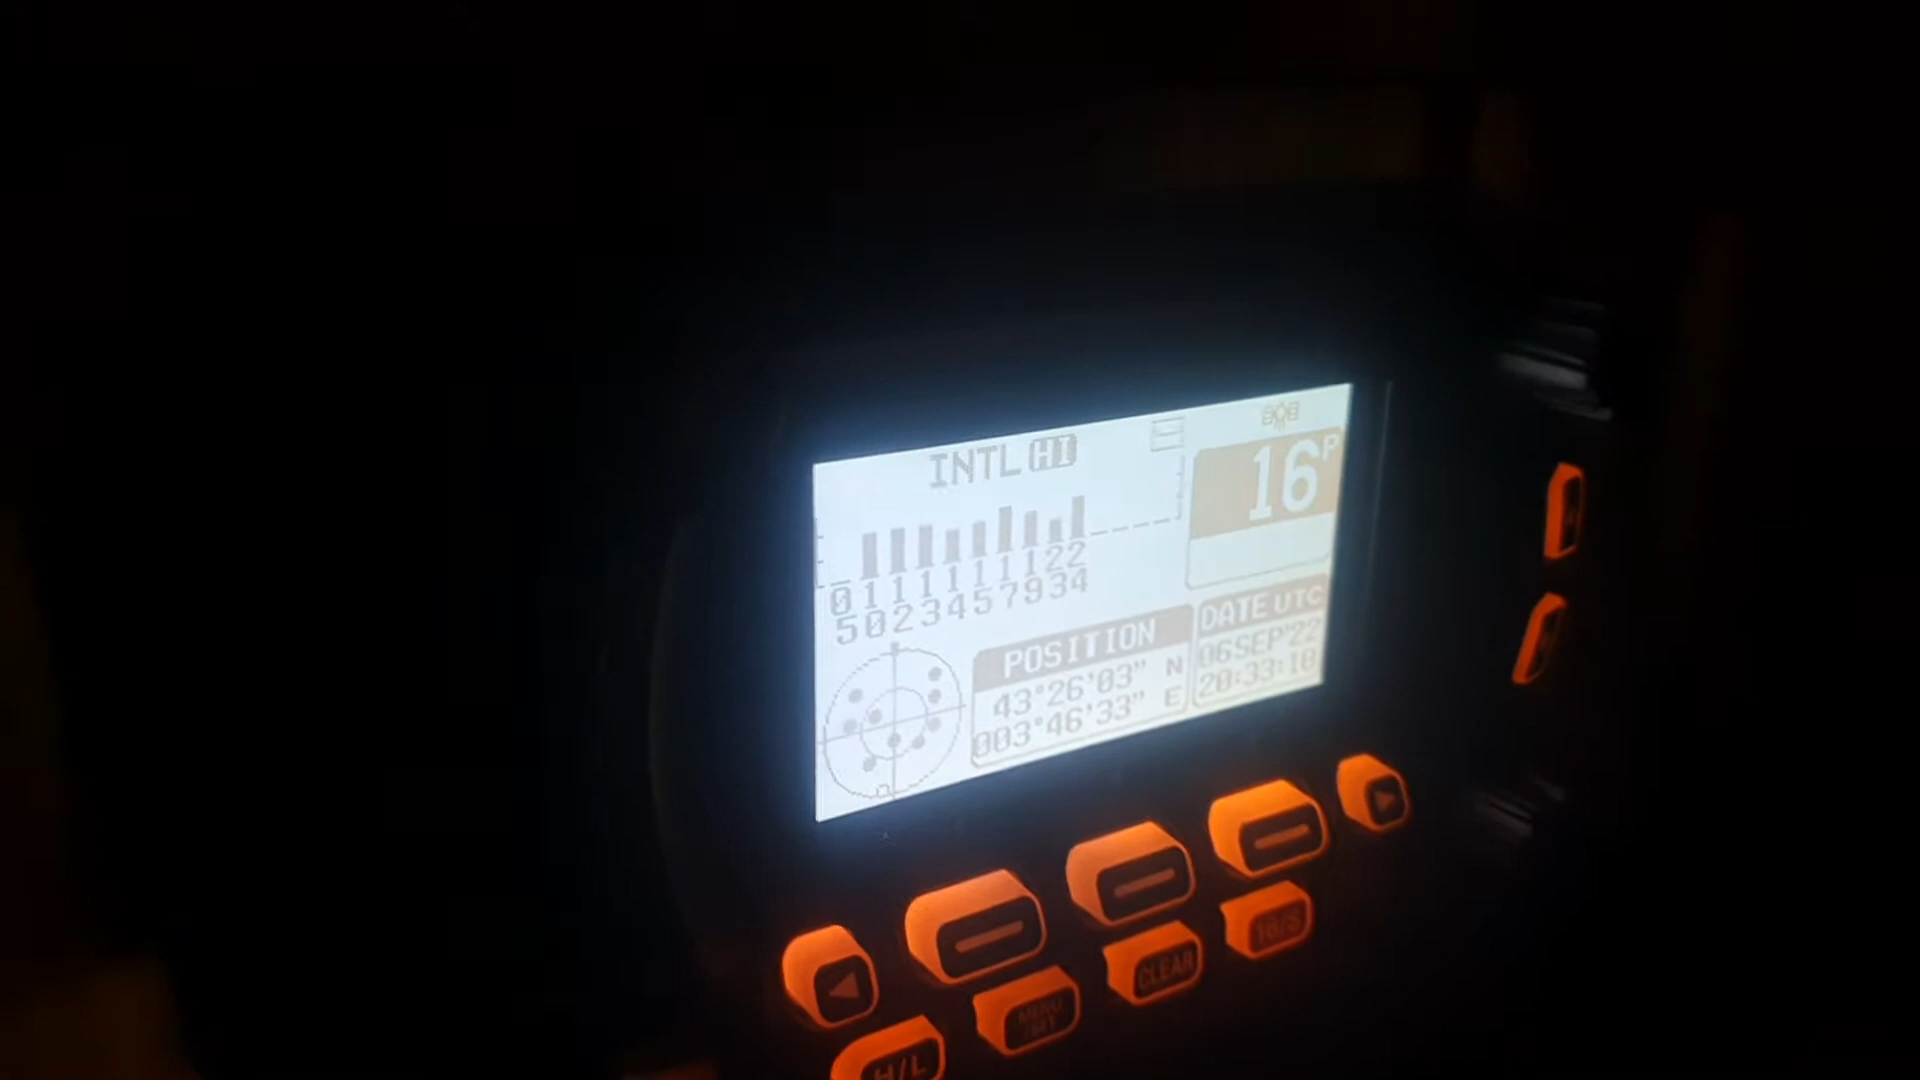 INTL HI
16P
0 1 1 1 1 1 1 1 2 2
5 0 2 3 4 5 7 9 3 4
POSITION
43°26'03" N
003°46'33" E
DATE UTC
06SEP'22
20:33:10
16/S
CLEAR
MENU
H/L